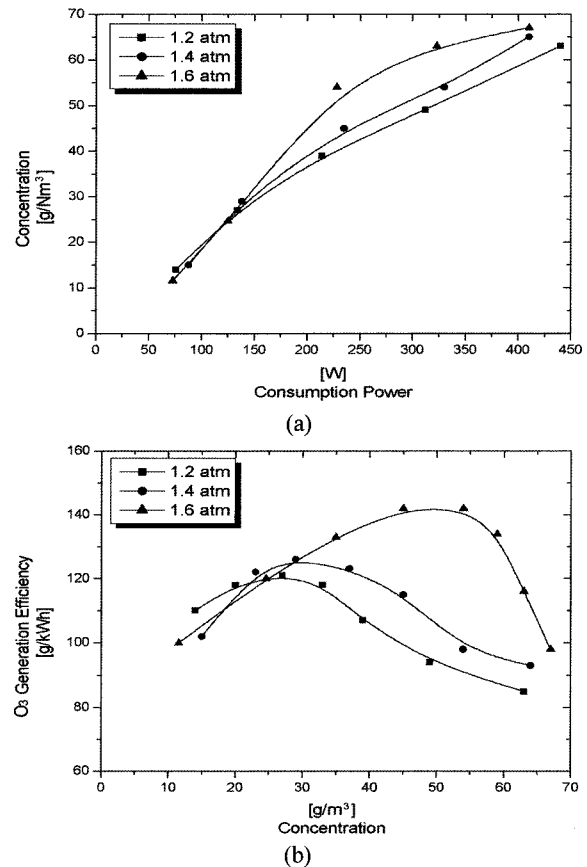 70
60
50
40
30
20
10
0
Concentration
[g/Nm³]
1.2 atm
1.4 atm
1.6 atm
0 50 100 150 200 250 300 350 400 450
[W]
Consumption Power
(a)
160
140
120
100
80
60
O₃ Generation Efficiency
[g/kWh]
1.2 atm
1.4 atm
1.6 atm
0 10 20 30 40 50 60 70
[g/m³]
Concentration
(b)